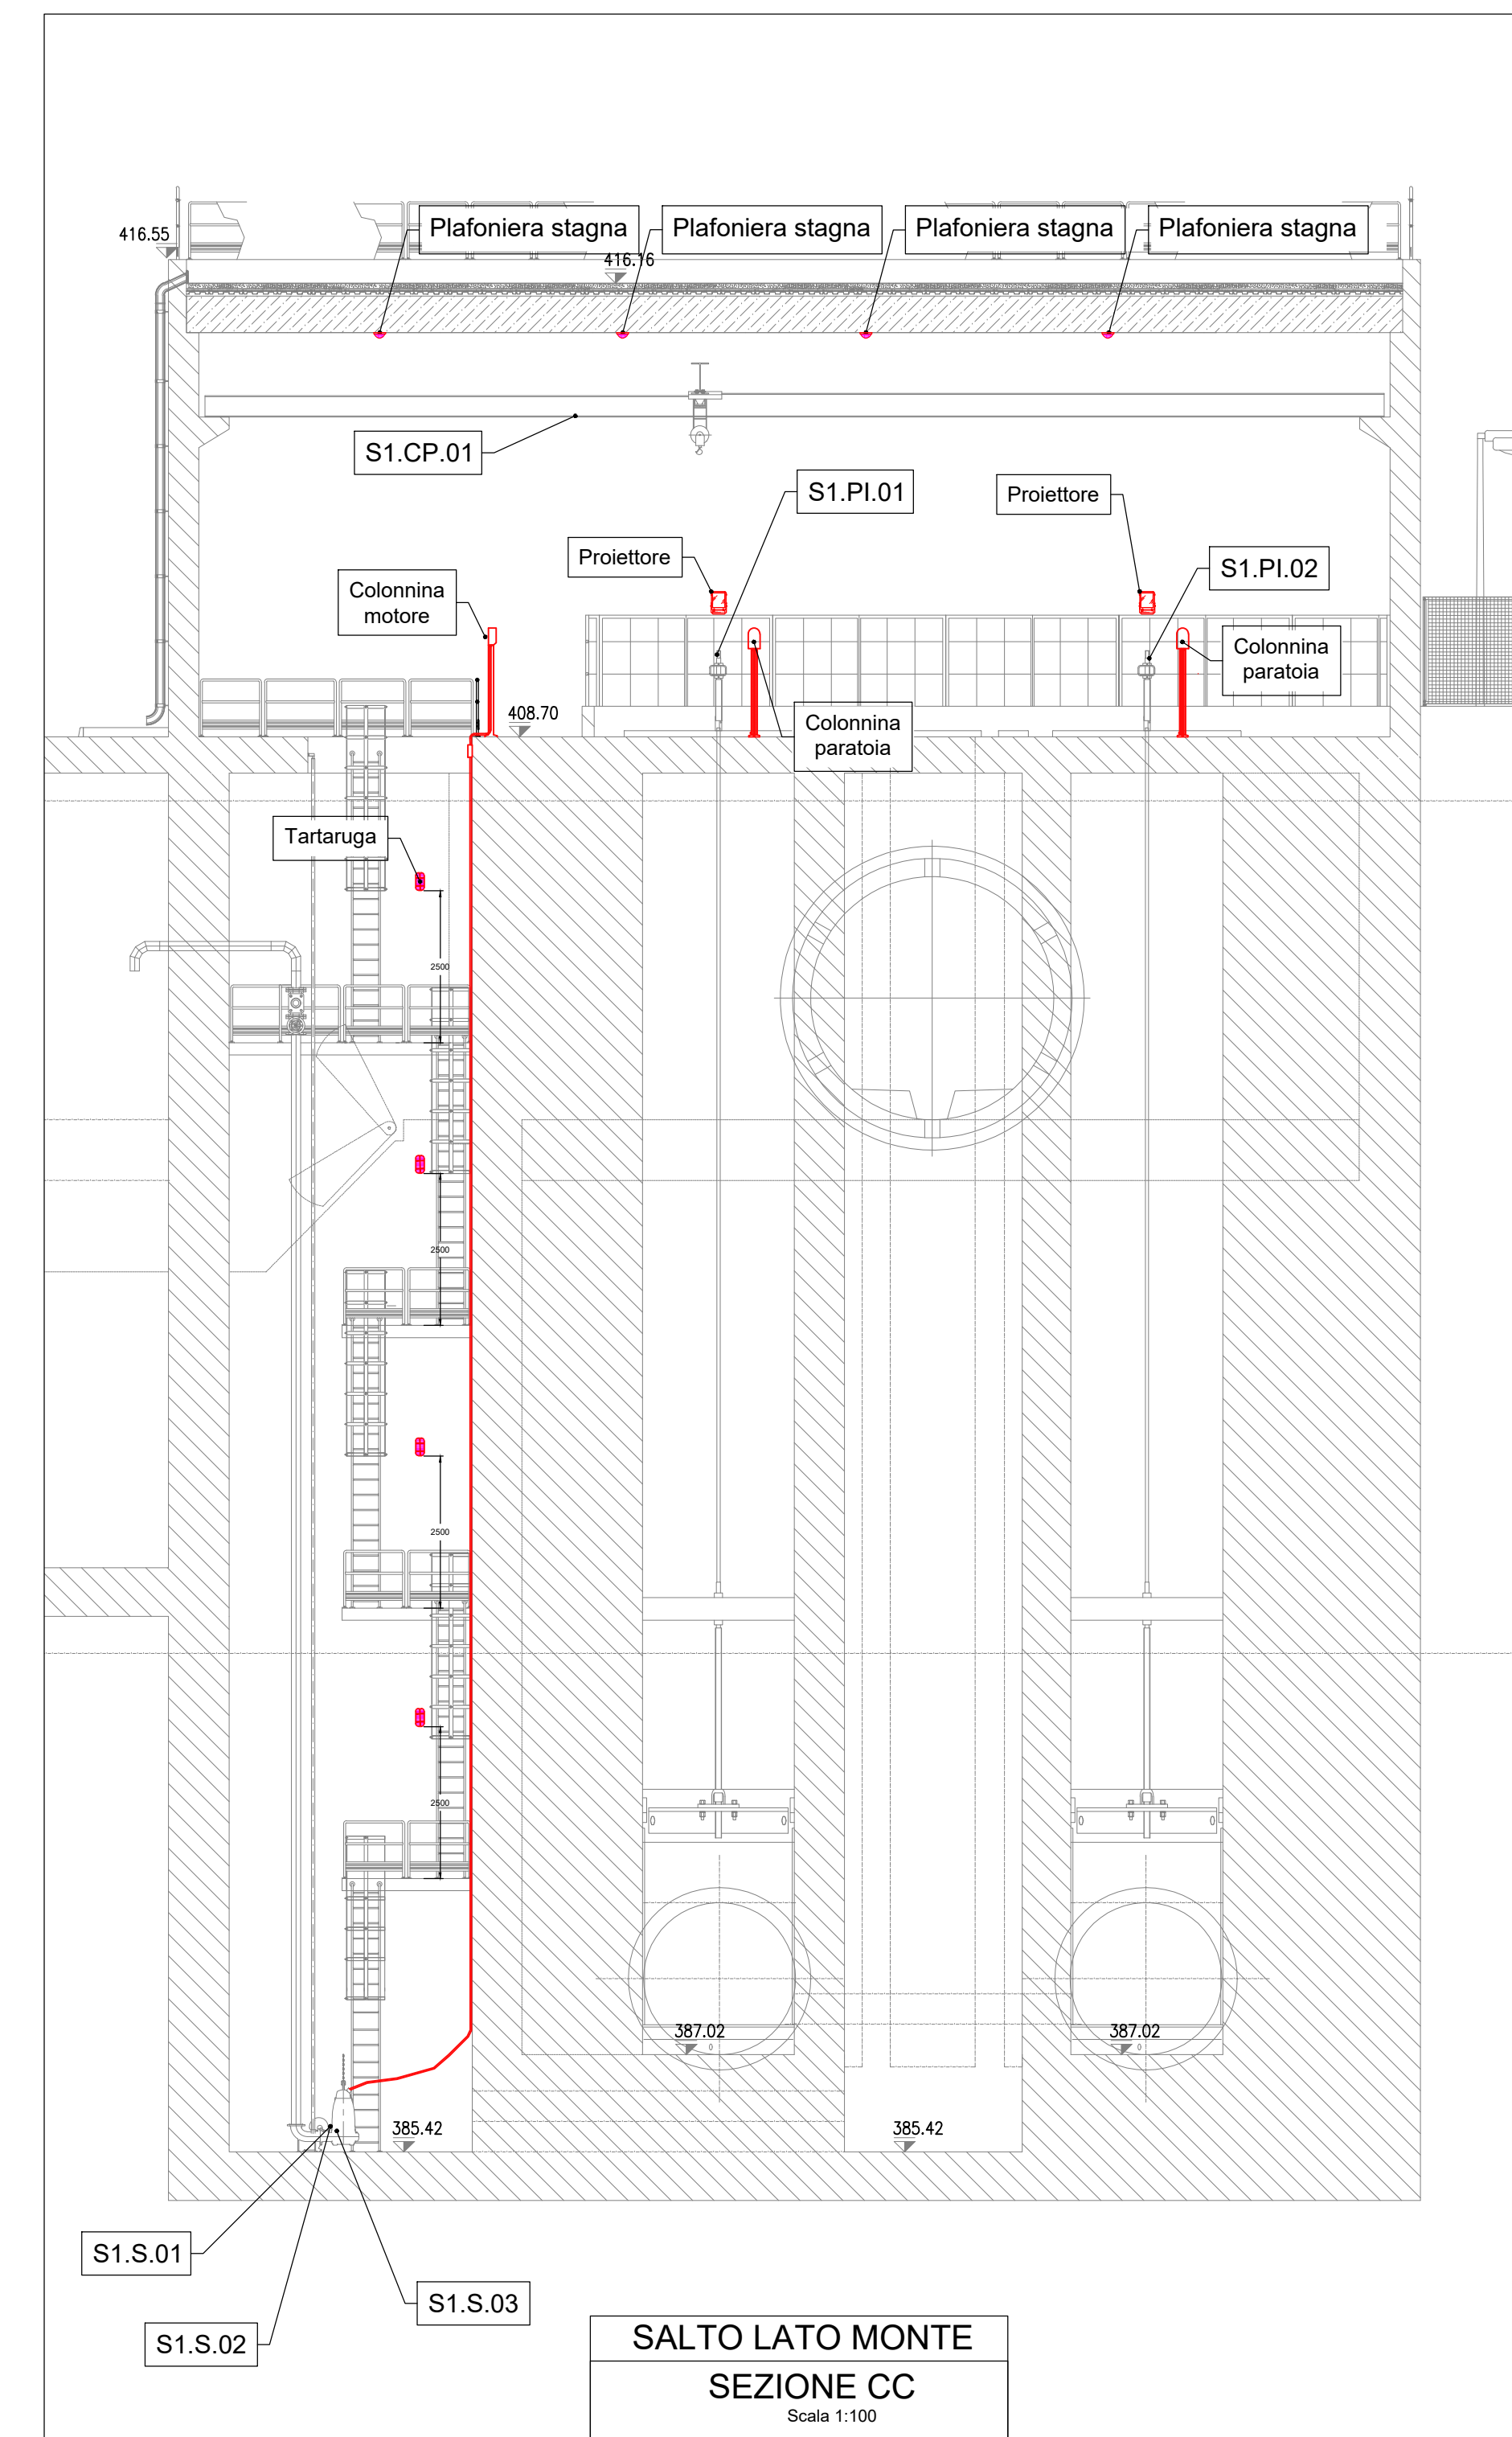 Plafoniera stagna
Plafoniera stagna
Plafoniera stagna
Plafoniera stagna
416.55
416.16
S1.CP.01
S1.PI.01
Proiettore
Proiettore
S1.PI.02
Colonnina
motore
Colonnina
paratoia
408.70
Colonnina
paratoia
Tartaruga
2500
2500
2500
2500
387.02
387.02
385.42
385.42
S1.S.01
S1.S.03
S1.S.02
SALTO LATO MONTE
SEZIONE CC
Scala 1:100